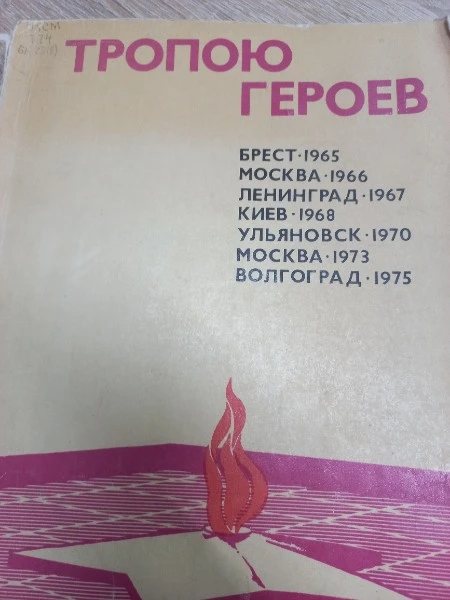 ТРОПОЮ
ГЕРОЕВ
БРЕСТ·1965
МОСКВА·1966
ЛЕНИНГРАД·1967
КИЕВ·1968
УЛЬЯНОВСК·1970
МОСКВА·1973
ВОЛГОГРАД·1975